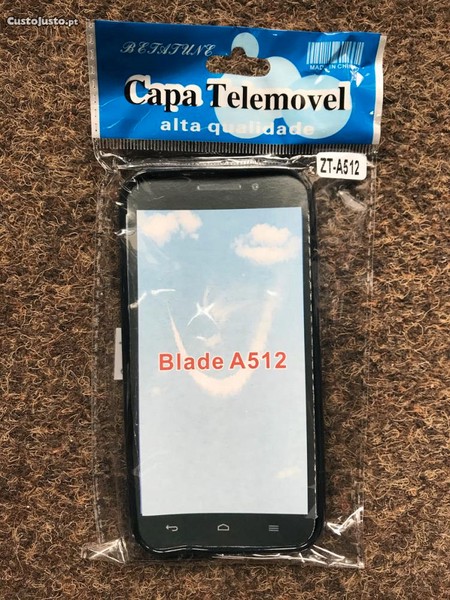 CustoJusto.pt
BETATUNE
MADE IN CHINA
Capa Telemovel
alta qualidade
ZT-A512
Blade A512